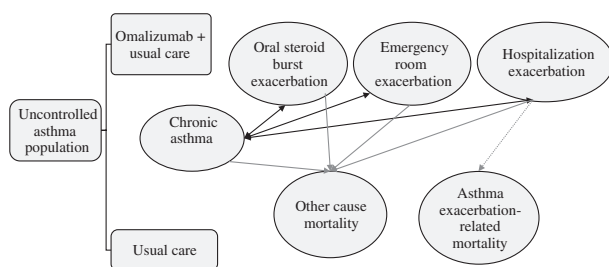 Omalizumab +
usual care
Oral steroid
burst
exacerbation
Emergency
room
exacerbation
Hospitalization
exacerbation
Uncontrolled
asthma
population
Chronic
asthma
Other cause
mortality
Asthma
exacerbation-
related
mortality
Usual care